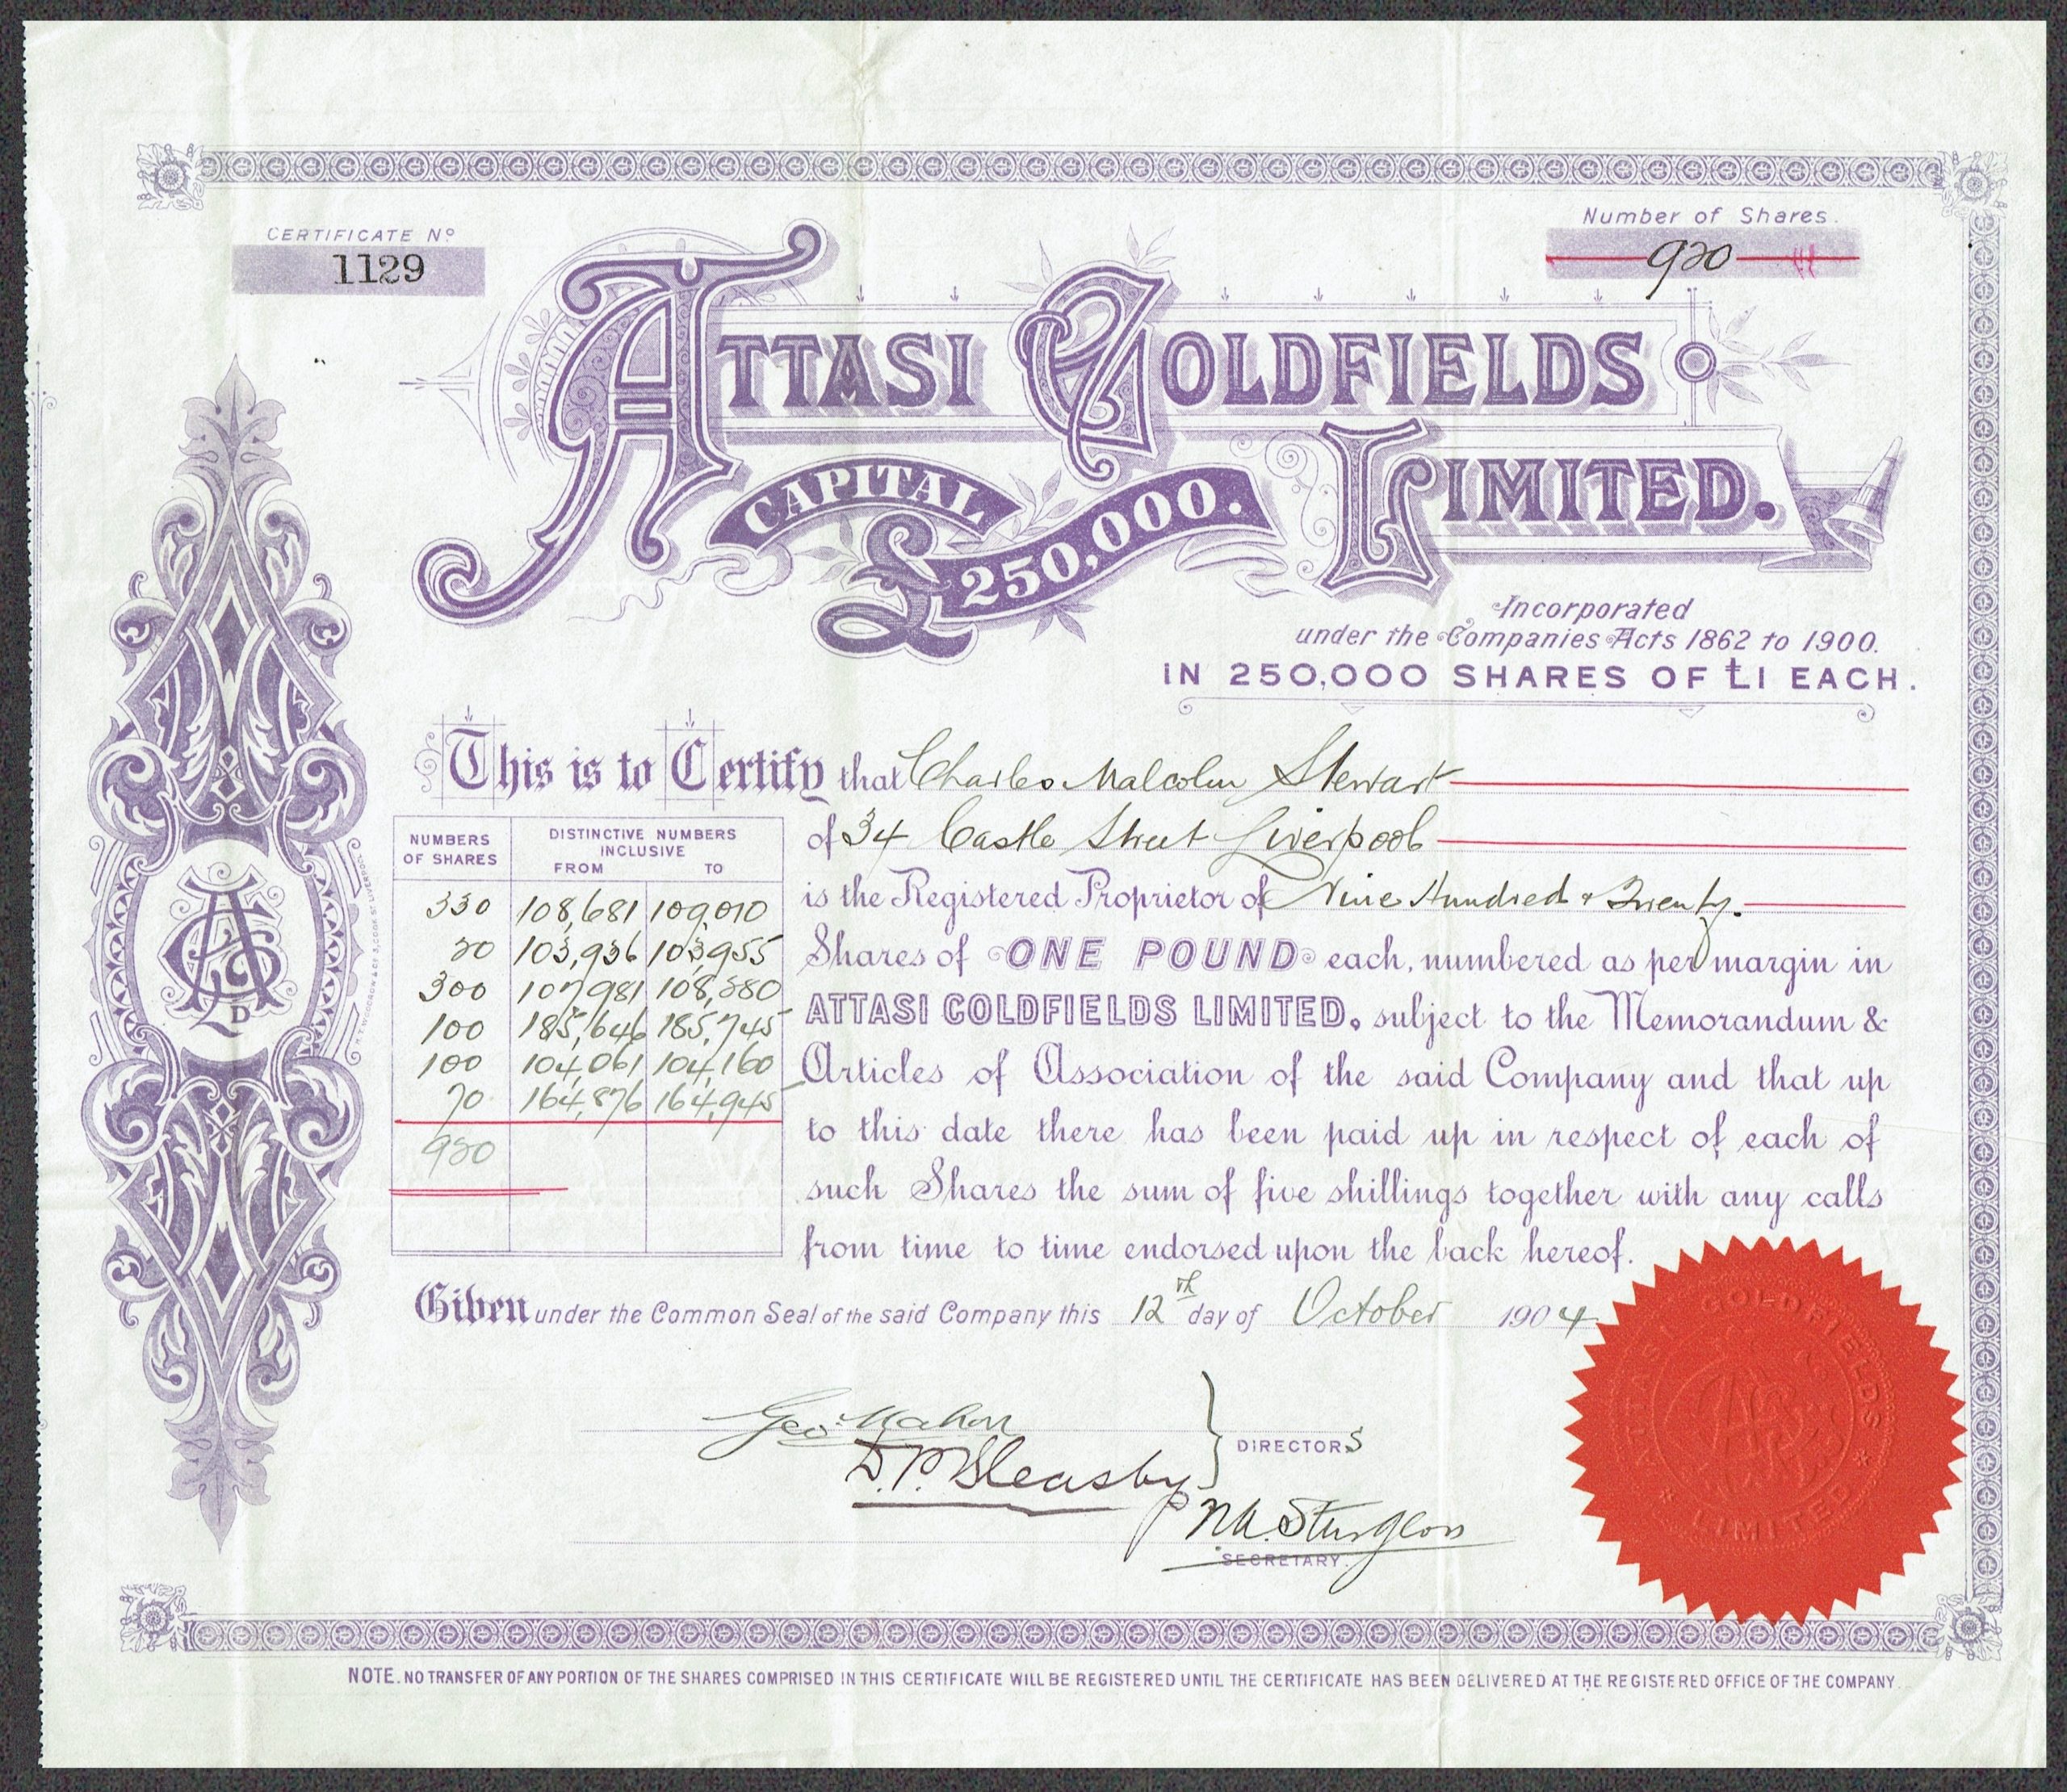 CERTIFICATE Nº
1129
Number of Shares.
920
ATTASI GOLDFIELDS
LIMITED.
CAPITAL
£250,000.
Incorporated
under the Companies Acts 1862 to 1900.
IN 250,000 SHARES OF £1 EACH.
This is to Certify that Charles Malcolm Stewart
of 34 Castle Street Liverpool
is the Registered Proprietor of Nine Hundred & Twenty.
Shares of ONE POUND each, numbered as per margin in
ATTASI GOLDFIELDS LIMITED, subject to the Memorandum &
Articles of Association of the said Company and that up
to this date there has been paid up in respect of each of
such Shares the sum of five shillings together with any calls
from time to time endorsed upon the back hereof.
NUMBERS OF SHARES DISTINCTIVE NUMBERS INCLUSIVE
FROM TO
330 108,681 109,010
20 103,936 103,955
300 107,981 108,280
100 185,646 185,745
100 104,061 104,160
70 164,876 164,945
920
Given under the Common Seal of the said Company this 12th day of October 1904
Geo Mahon
DIRECTORS
D. P. Sleasby
SECRETARY.
ATTASI GOLDFIELDS
LIMITED
NOTE. NO TRANSFER OF ANY PORTION OF THE SHARES COMPRISED IN THIS CERTIFICATE WILL BE REGISTERED UNTIL THE CERTIFICATE HAS BEEN DELIVERED AT THE REGISTERED OFFICE OF THE COMPANY.